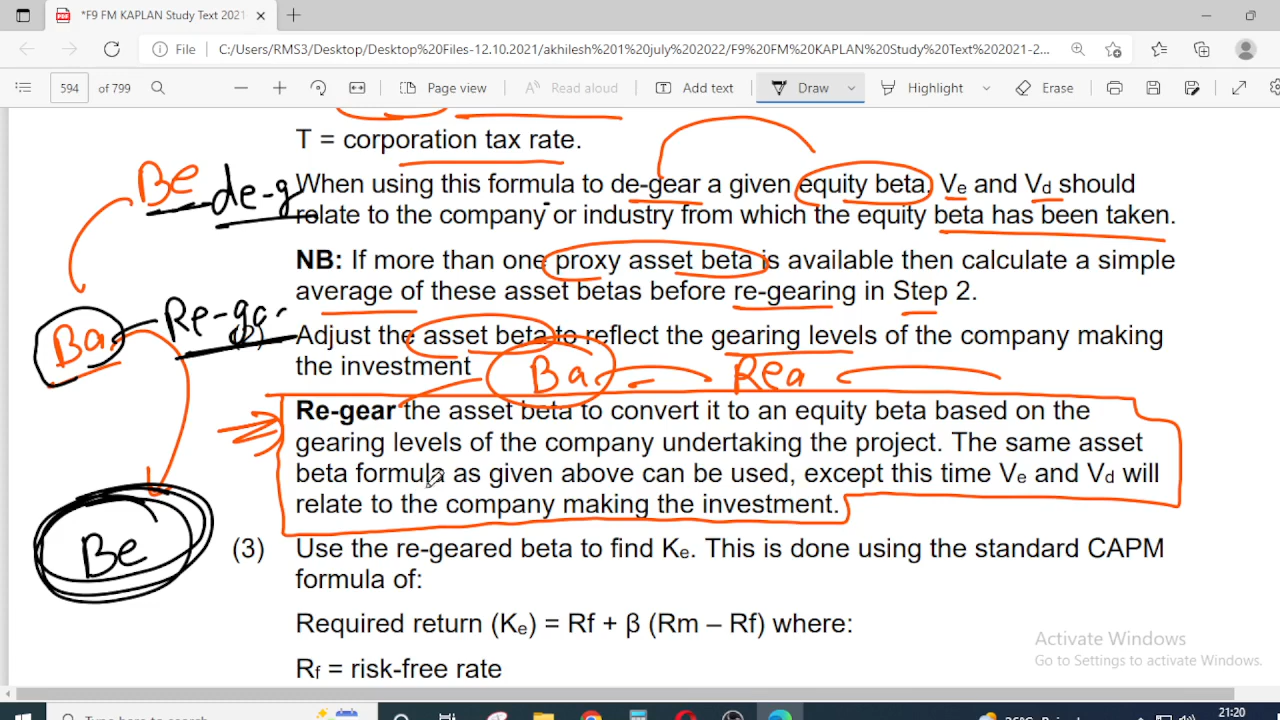 *F9 FM KAPLAN Study Text 2021
File
C:/Users/RMS3/Desktop/Desktop%20Files-12.10.2021/akhilesh%201%20july%202022/F9%20FM%20KAPLAN%20Study%20Text%202021-2...
594 of 799
Page view
Read aloud
Add text
Draw
Highlight
Erase
T = corporation tax rate.
Be de-g
When using this formula to de-gear a given equity beta, Ve and Vd should
relate to the company or industry from which the equity beta has been taken.
NB: If more than one proxy asset beta is available then calculate a simple
average of these asset betas before re-gearing in Step 2.
Ba
Adjust the asset beta to reflect the gearing levels of the company making
the investment
Ba
Re-gear the asset beta to convert it to an equity beta based on the
gearing levels of the company undertaking the project. The same asset
beta formula as given above can be used, except this time Ve and Vd will
relate to the company making the investment.
Be
(3) Use the re-geared beta to find Ke. This is done using the standard CAPM
formula of:
Required return (Ke) = Rf + β (Rm – Rf) where:
Rf = risk-free rate
Activate Windows
Go to Settings to activate Windows.
21:20